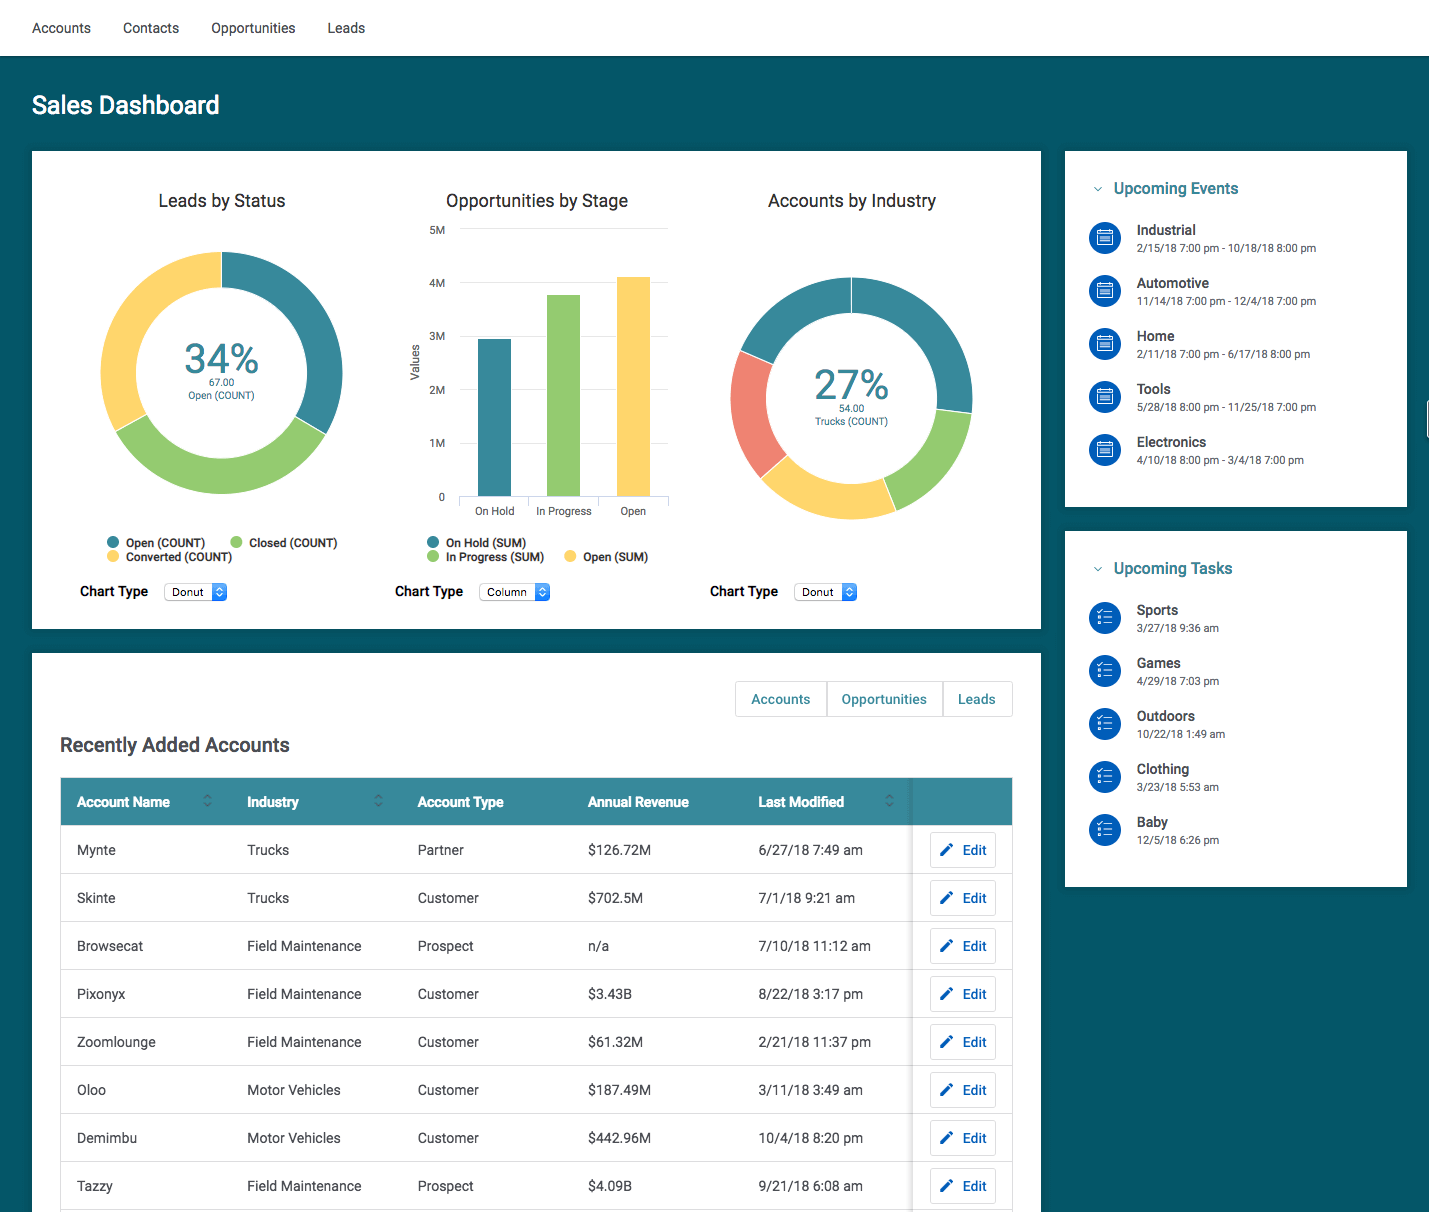 Accounts Contacts Opportunities Leads
Sales Dashboard
Leads by Status
34%
67.00
Open (COUNT)
Open (COUNT) Closed (COUNT)
Converted (COUNT)
Chart Type Donut
Opportunities by Stage
5M
4M
3M
2M
1M
0
Values
On Hold In Progress Open
On Hold (SUM)
In Progress (SUM) Open (SUM)
Chart Type Column
Accounts by Industry
27%
54.00
Trucks (COUNT)
Chart Type Donut
Upcoming Events
Industrial
2/15/18 7:00 pm - 10/18/18 8:00 pm
Automotive
11/14/18 7:00 pm - 12/4/18 7:00 pm
Home
2/11/18 7:00 pm - 6/17/18 8:00 pm
Tools
5/28/18 8:00 pm - 11/25/18 7:00 pm
Electronics
4/10/18 8:00 pm - 3/4/18 7:00 pm
Upcoming Tasks
Sports
3/27/18 9:36 am
Games
4/29/18 7:03 pm
Outdoors
10/22/18 1:49 am
Clothing
3/23/18 5:53 am
Baby
12/5/18 6:26 pm
Accounts Opportunities Leads
Recently Added Accounts
Account Name Industry Account Type Annual Revenue Last Modified
Mynte Trucks Partner $126.72M 6/27/18 7:49 am Edit
Skinte Trucks Customer $702.5M 7/1/18 9:21 am Edit
Browsecat Field Maintenance Prospect n/a 7/10/18 11:12 am Edit
Pixonyx Field Maintenance Customer $3.43B 8/22/18 3:17 pm Edit
Zoomlounge Field Maintenance Customer $61.32M 2/21/18 11:37 pm Edit
Oloo Motor Vehicles Customer $187.49M 3/11/18 3:49 am Edit
Demimbu Motor Vehicles Customer $442.96M 10/4/18 8:20 pm Edit
Tazzy Field Maintenance Prospect $4.09B 9/21/18 6:08 am Edit